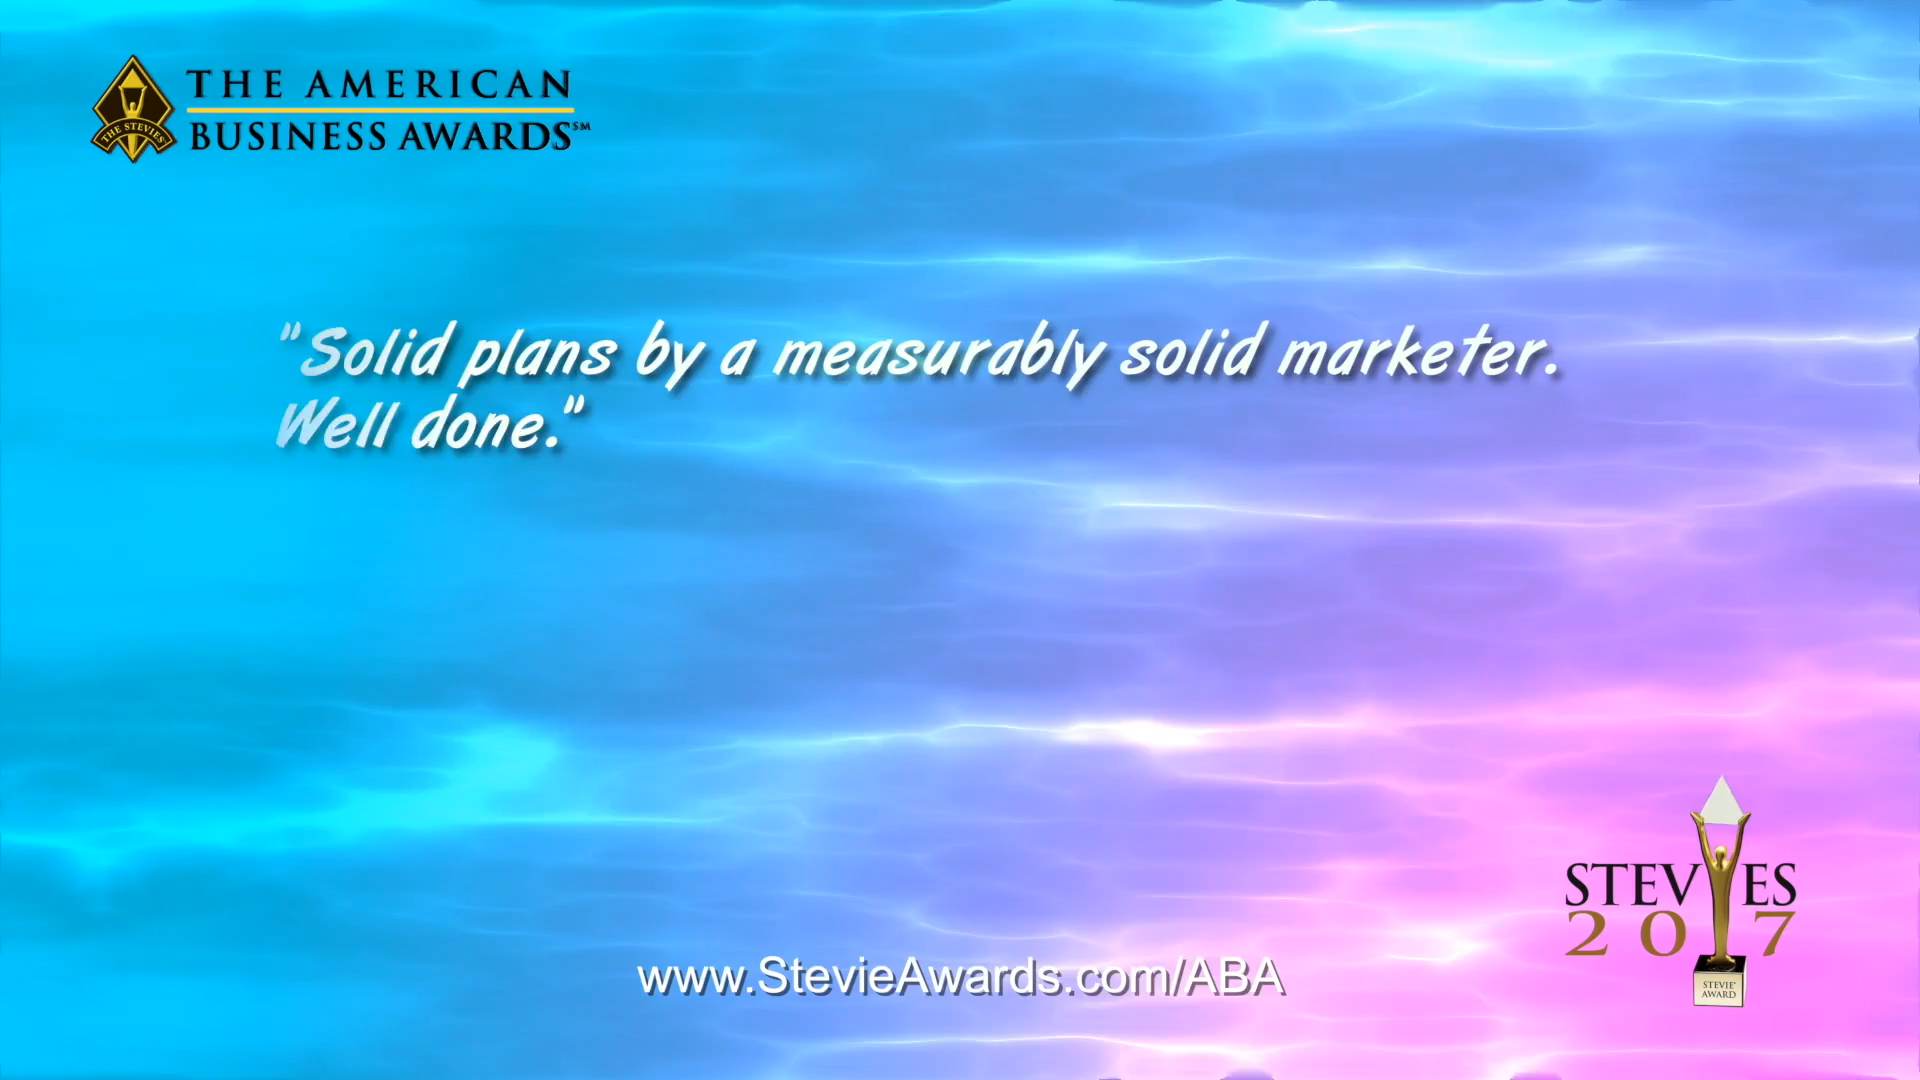 THE AMERICAN
BUSINESS AWARDS℠
THE STEVIES
"Solid plans by a measurably solid marketer.
Well done."
STEVIES
2017
STEVIE®
AWARD
www.StevieAwards.com/ABA